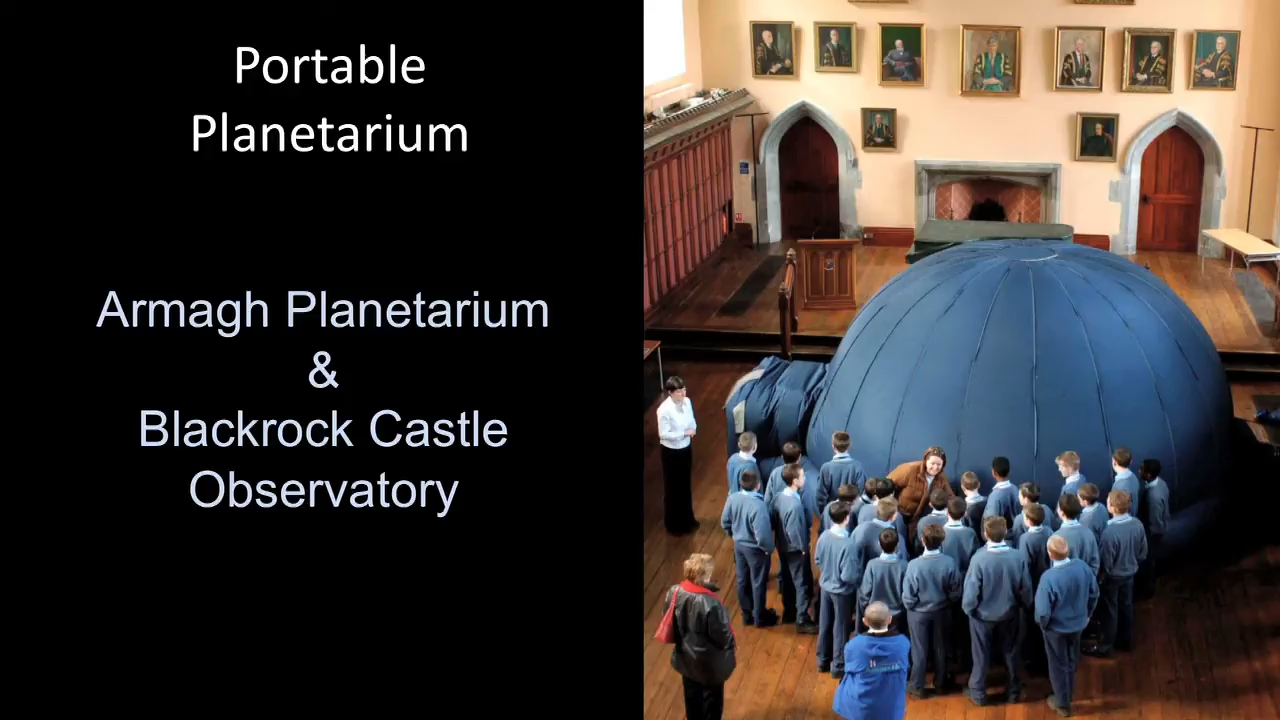 Portable
Planetarium
Armagh Planetarium
&
Blackrock Castle
Observatory